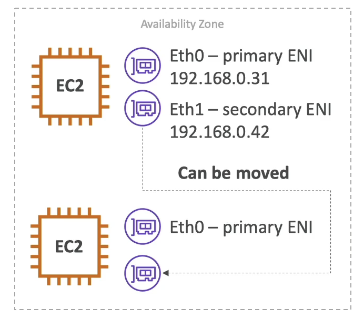 Availability Zone
EC2
Eth0 – primary ENI
192.168.0.31
Eth1 – secondary ENI
192.168.0.42
Can be moved
EC2
Eth0 – primary ENI